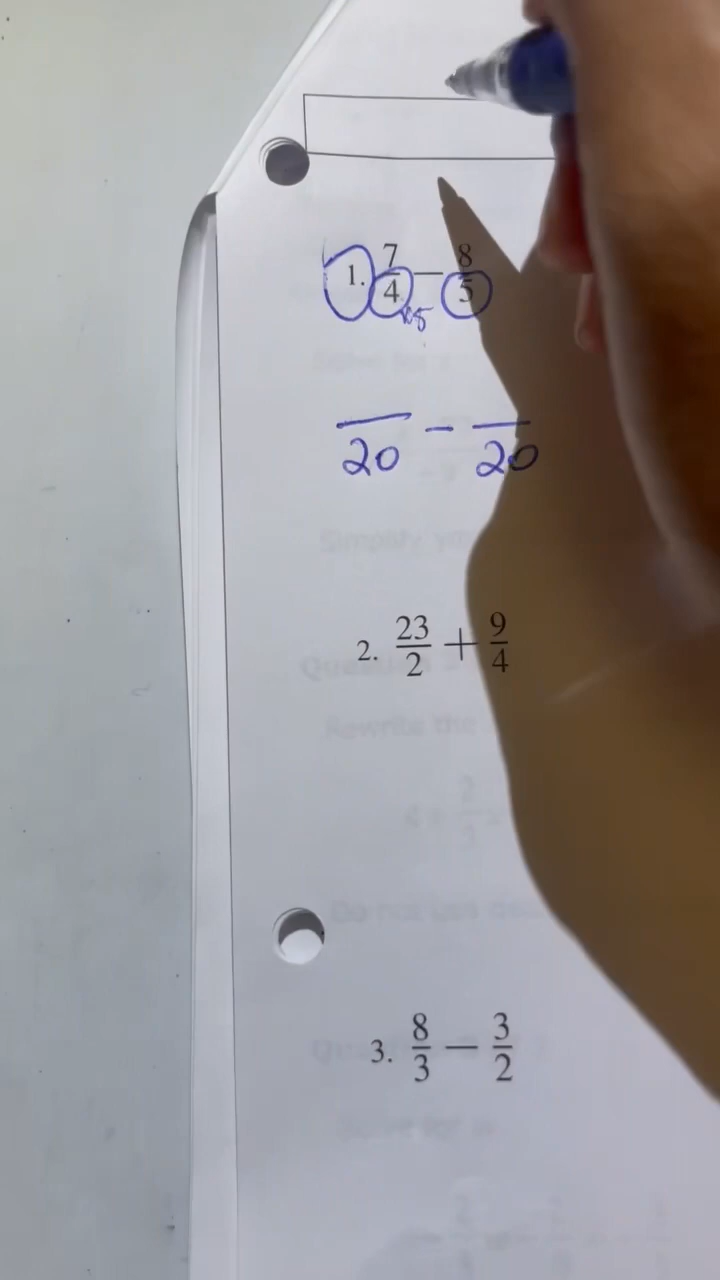 1. 7/4 - 8/5
x5
/20 - /20
2. 23/2 + 9/4
3. 8/3 - 3/2